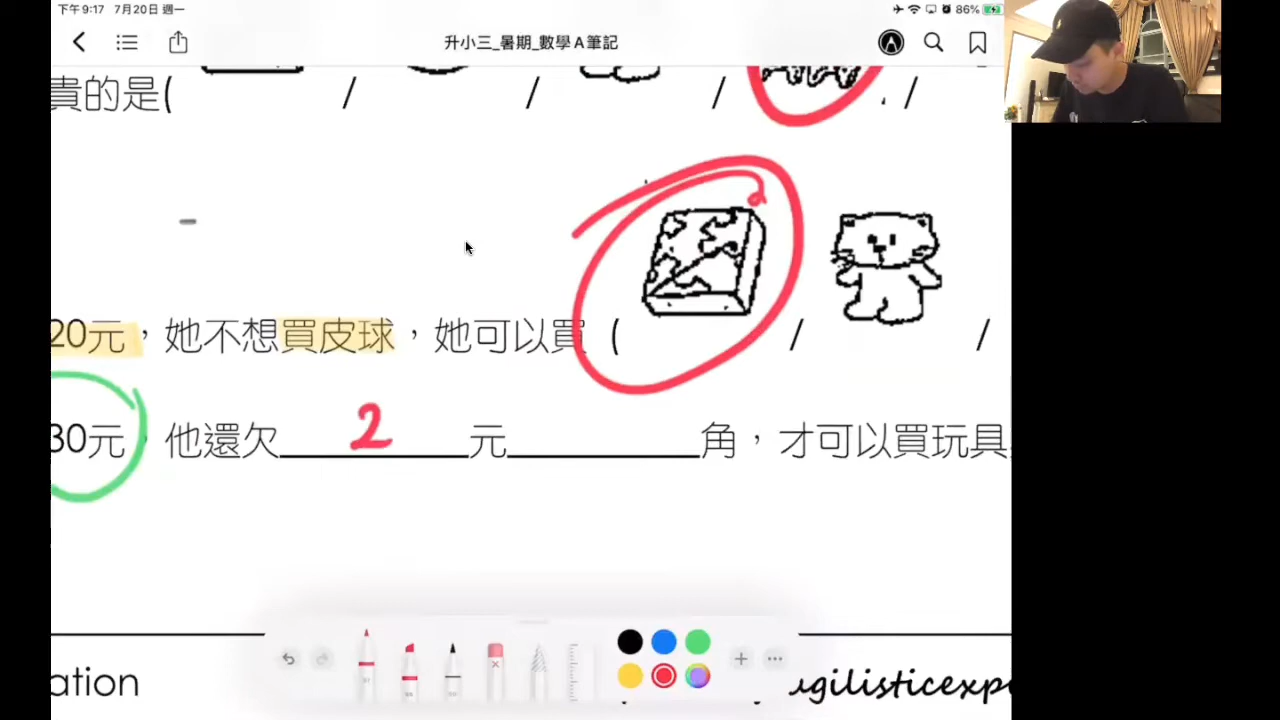 下午9:17 7月20日 週一
86%
升小三_暑期_數學A筆記
貴的是( / / / /
20元，她不想買皮球，她可以買 ( / /
30元，他還欠 2 元 角，才可以買玩具
ation